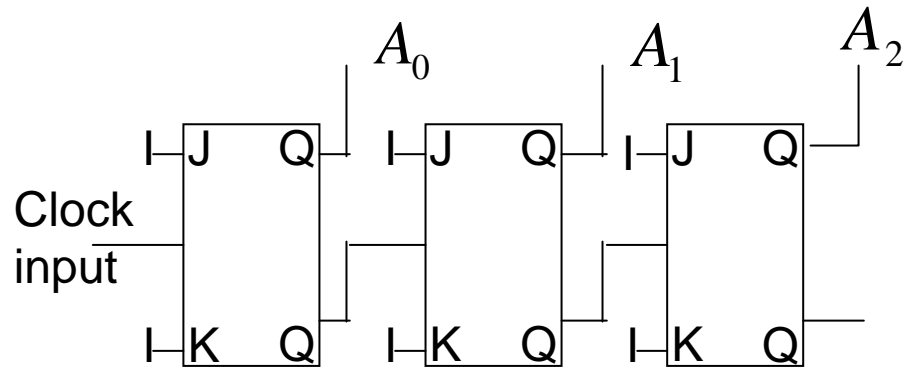 A₀ A₁ A₂
I J Q I J Q I J Q
Clock
input
I K Q I K Q I K Q